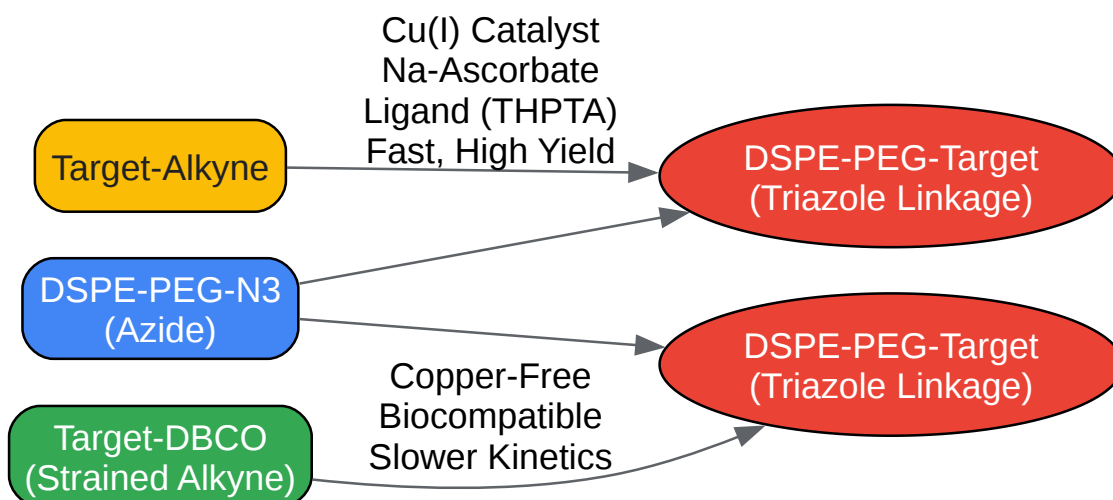 Cu(I) Catalyst
Na-Ascorbate
Ligand (THPTA)
Fast, High Yield
Target-Alkyne
DSPE-PEG-Target
(Triazole Linkage)
DSPE-PEG-N3
(Azide)
DSPE-PEG-Target
(Triazole Linkage)
Copper-Free
Biocompatible
Slower Kinetics
Target-DBCO
(Strained Alkyne)